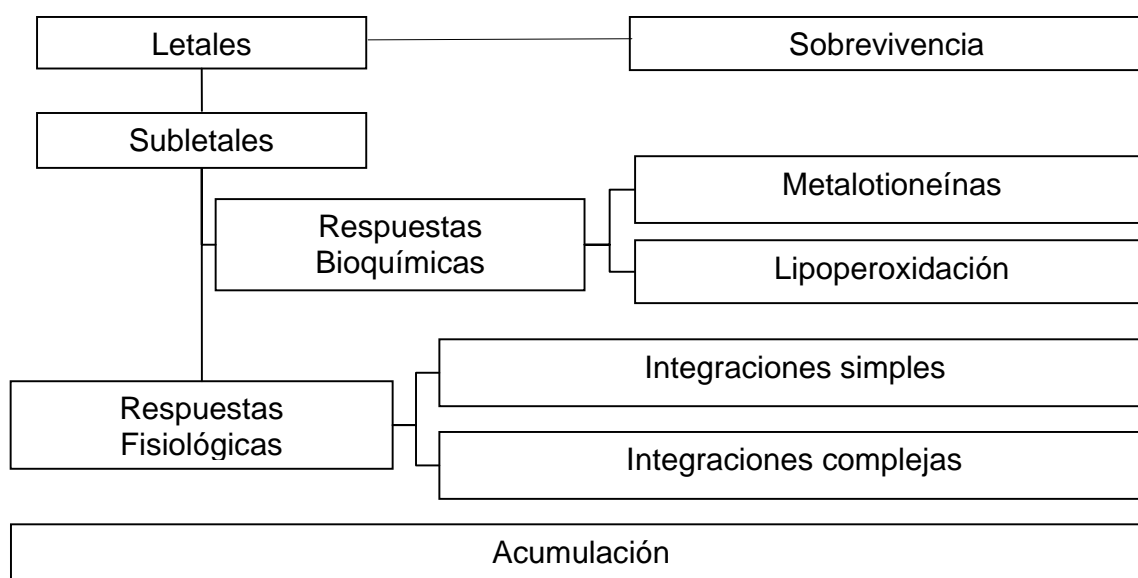 Letales
Sobrevivencia
Subletales
Metalotioneínas
Respuestas
Bioquímicas
Lipoperoxidación
Integraciones simples
Respuestas
Fisiológicas
Integraciones complejas
Acumulación